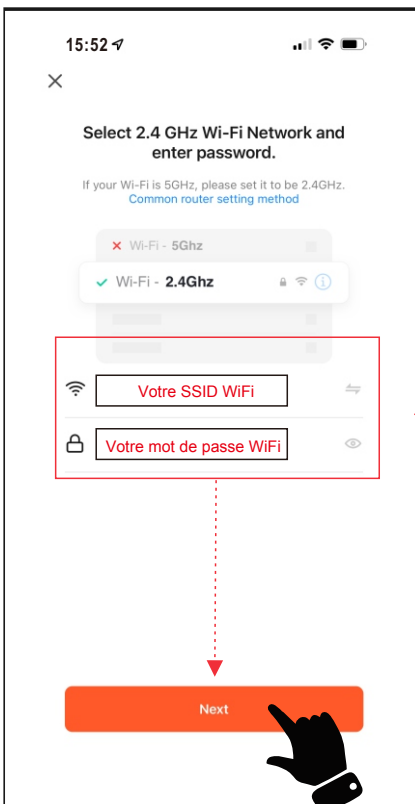 15:52
Select 2.4 GHz Wi-Fi Network and
enter password.
If your Wi-Fi is 5GHz, please set it to be 2.4GHz.
Common router setting method
Wi-Fi - 5Ghz
Wi-Fi - 2.4Ghz
Votre SSID WiFi
Votre mot de passe WiFi
Next